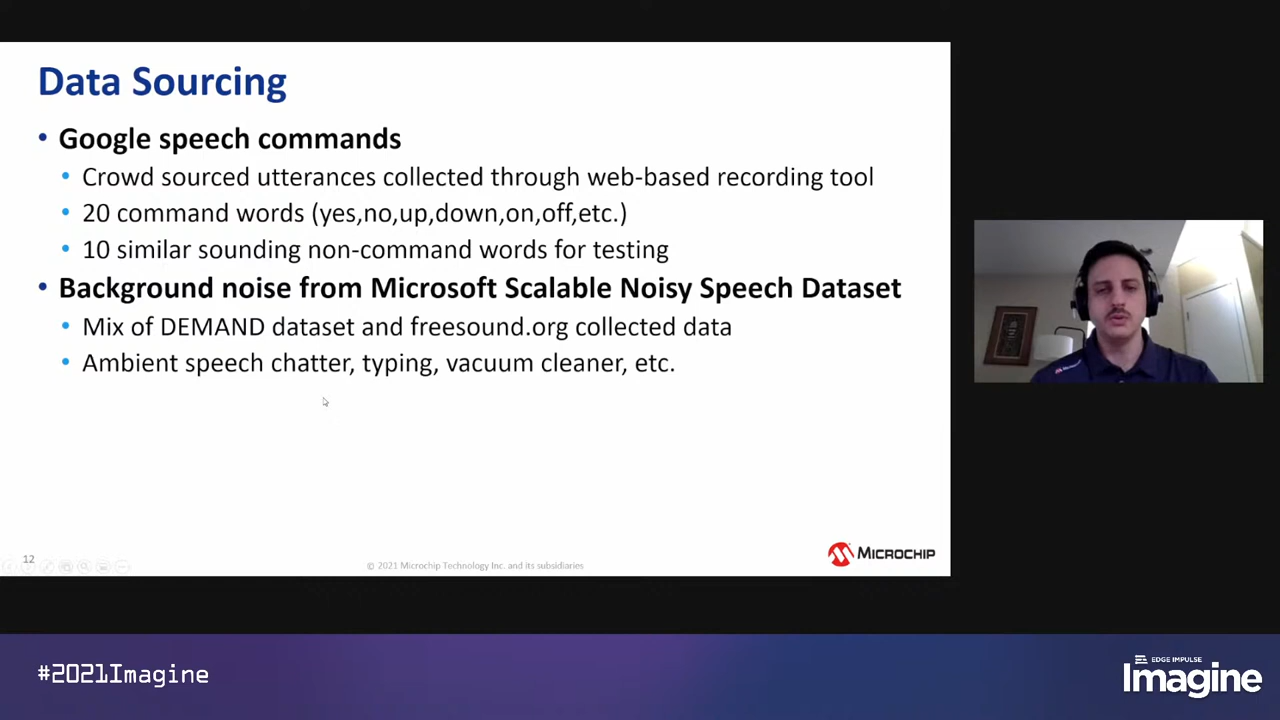 Data Sourcing
• Google speech commands
• Crowd sourced utterances collected through web-based recording tool
• 20 command words (yes,no,up,down,on,off,etc.)
• 10 similar sounding non-command words for testing
• Background noise from Microsoft Scalable Noisy Speech Dataset
• Mix of DEMAND dataset and freesound.org collected data
• Ambient speech chatter, typing, vacuum cleaner, etc.
12
© 2021 Microchip Technology Inc. and its subsidiaries
MICROCHIP
#2021Imagine
EDGE IMPULSE
Imagine